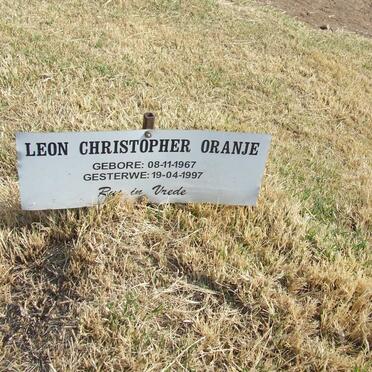 LEON CHRISTOPHER ORANJE
GEBORE: 08-11-1967
GESTERWE: 19-04-1997
Rus in Vrede